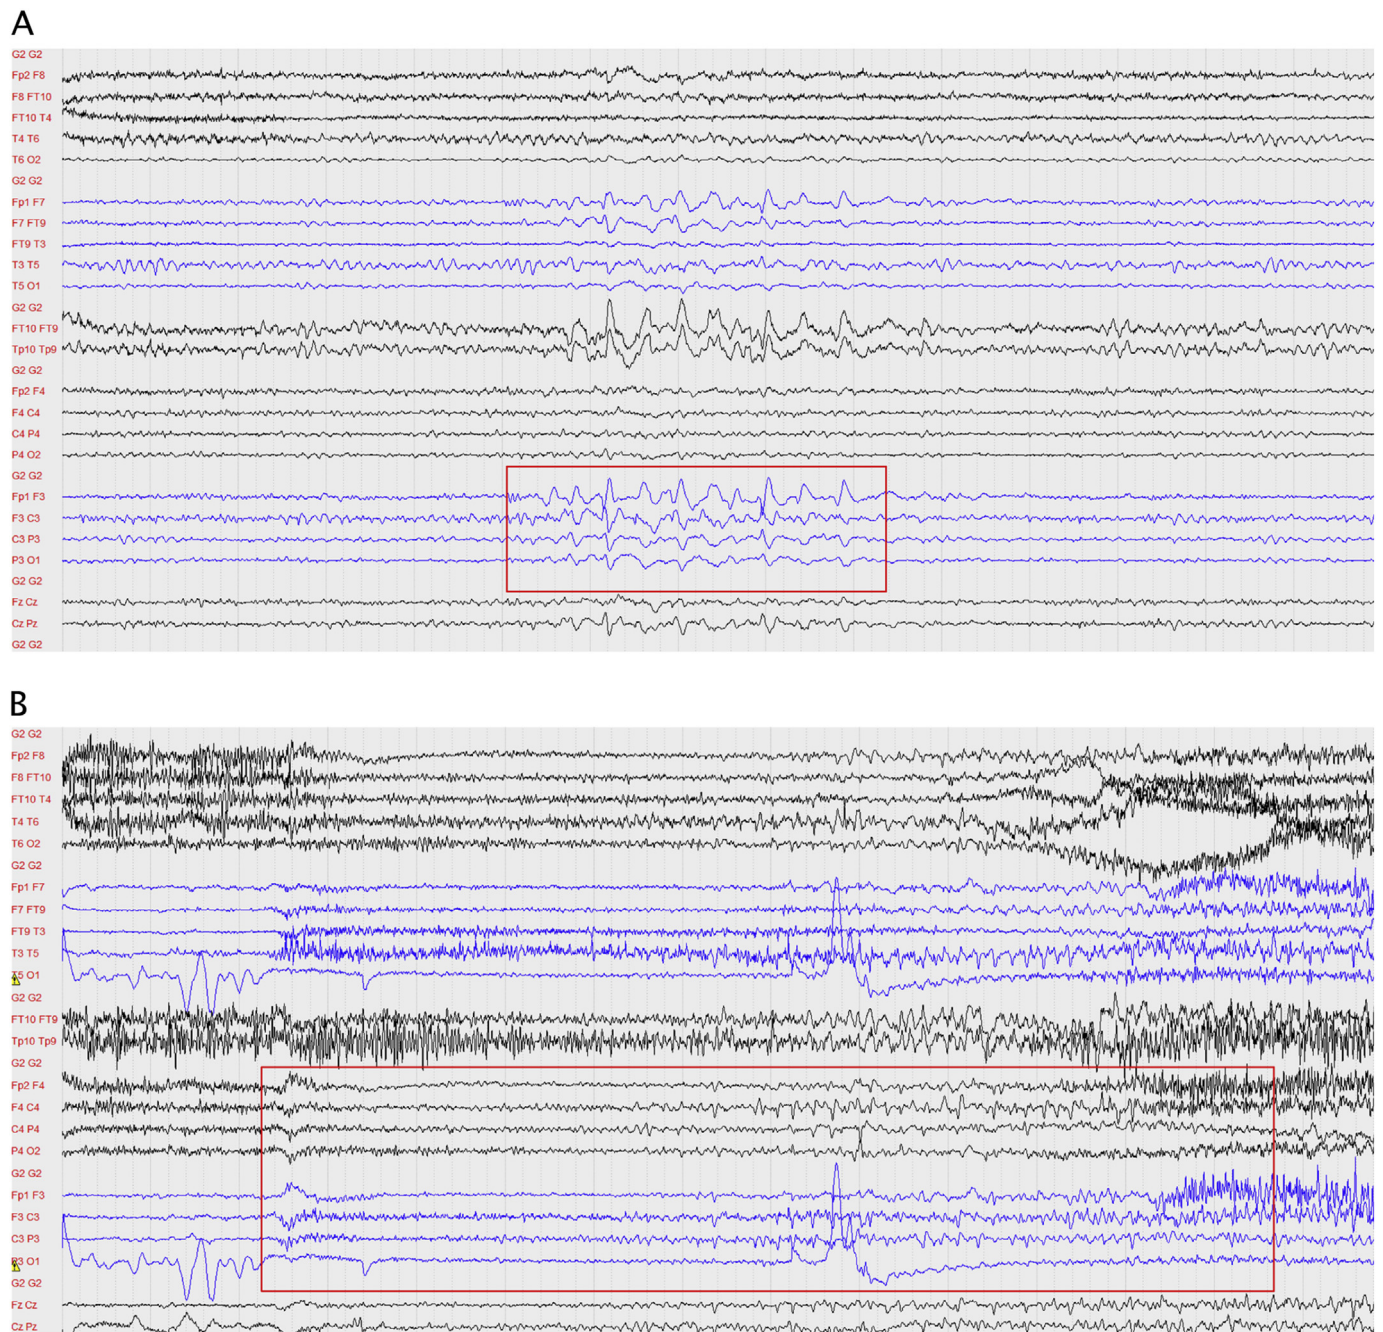 A
G2 G2
Fp2 F8
F8 FT10
FT10 T4
T4 T6
T6 O2
G2 G2
Fp1 F7
F7 FT9
FT9 T3
T3 T5
T5 O1
G2 G2
FT10 FT9
Tp10 Tp9
G2 G2
Fp2 F4
F4 C4
C4 P4
P4 O2
G2 G2
Fp1 F3
F3 C3
C3 P3
P3 O1
G2 G2
Fz Cz
Cz Pz
G2 G2
B
G2 G2
Fp2 F8
F8 FT10
FT10 T4
T4 T6
T6 O2
G2 G2
Fp1 F7
F7 FT9
FT9 T3
T3 T5
T5 O1
G2 G2
FT10 FT9
Tp10 Tp9
G2 G2
Fp2 F4
F4 C4
C4 P4
P4 O2
G2 G2
Fp1 F3
F3 C3
C3 P3
P3 O1
G2 G2
Fz Cz
Cz Pz